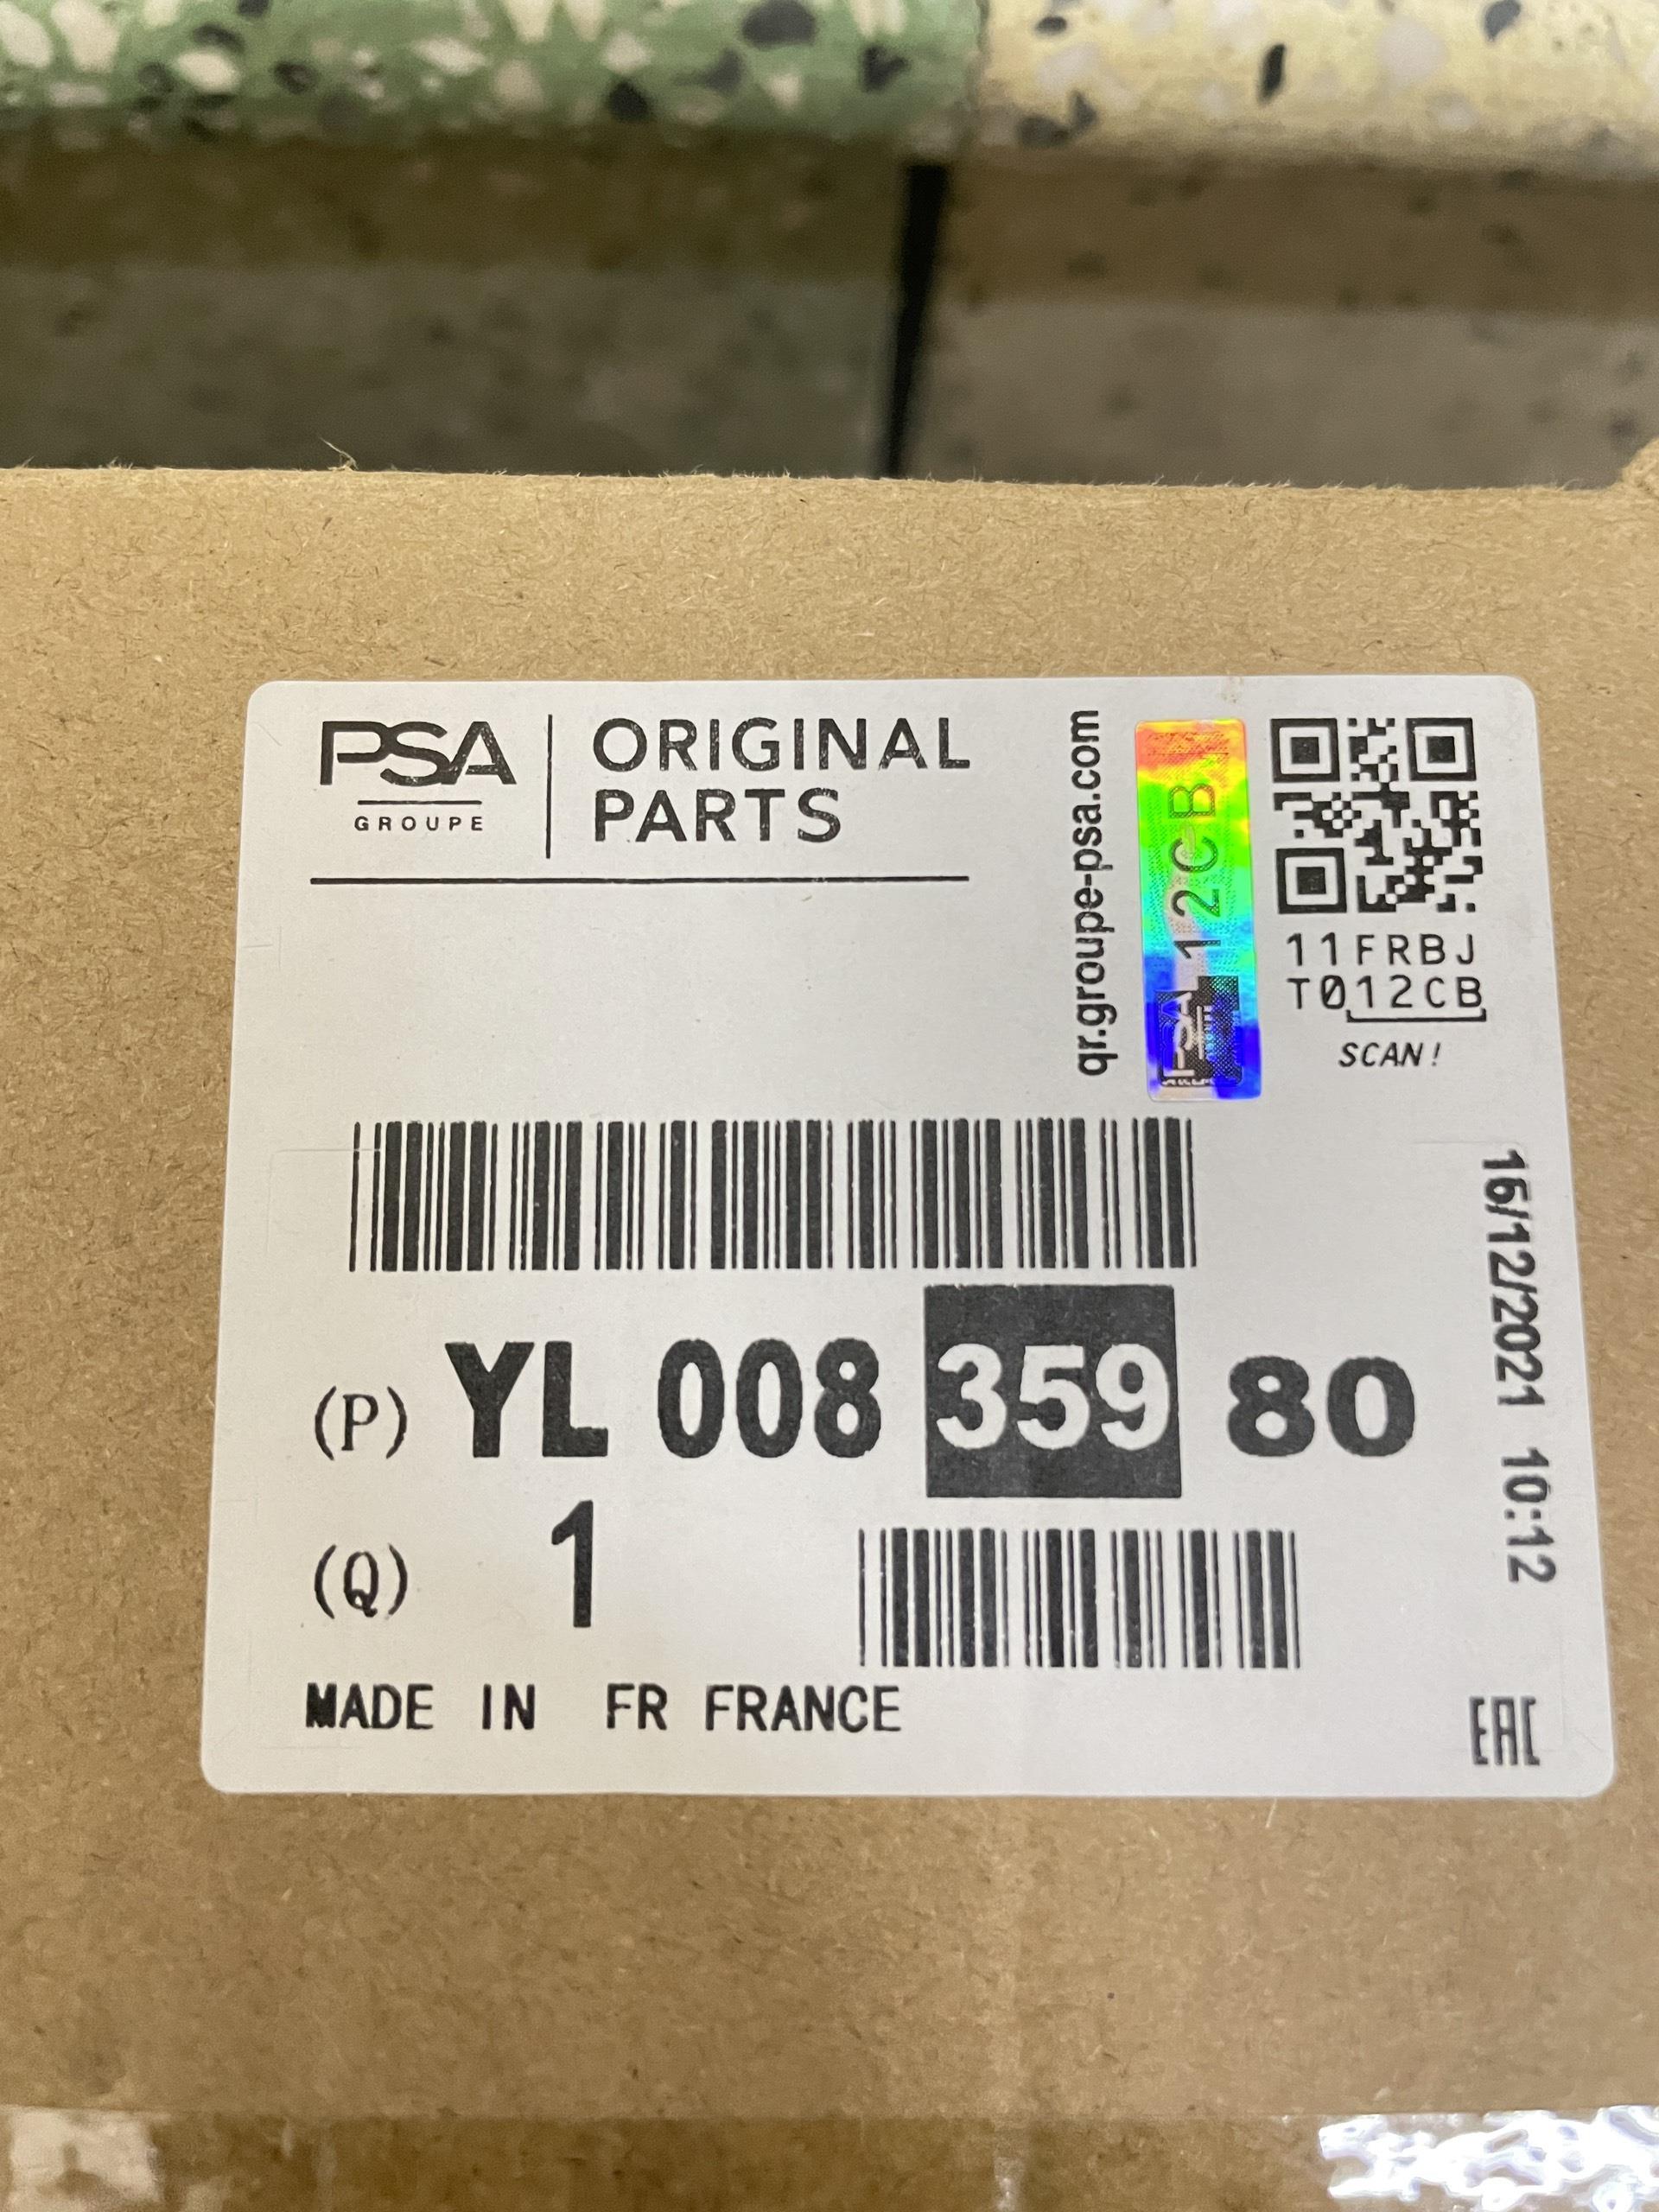 PSA
GROUPE
ORIGINAL
PARTS
qr.groupe-psa.com
PSA 12CB
11FRBJ
T012CB
SCAN!
(P) YL 008 359 80
(Q) 1
MADE IN FR FRANCE
16/12/2021 10:12
EAC